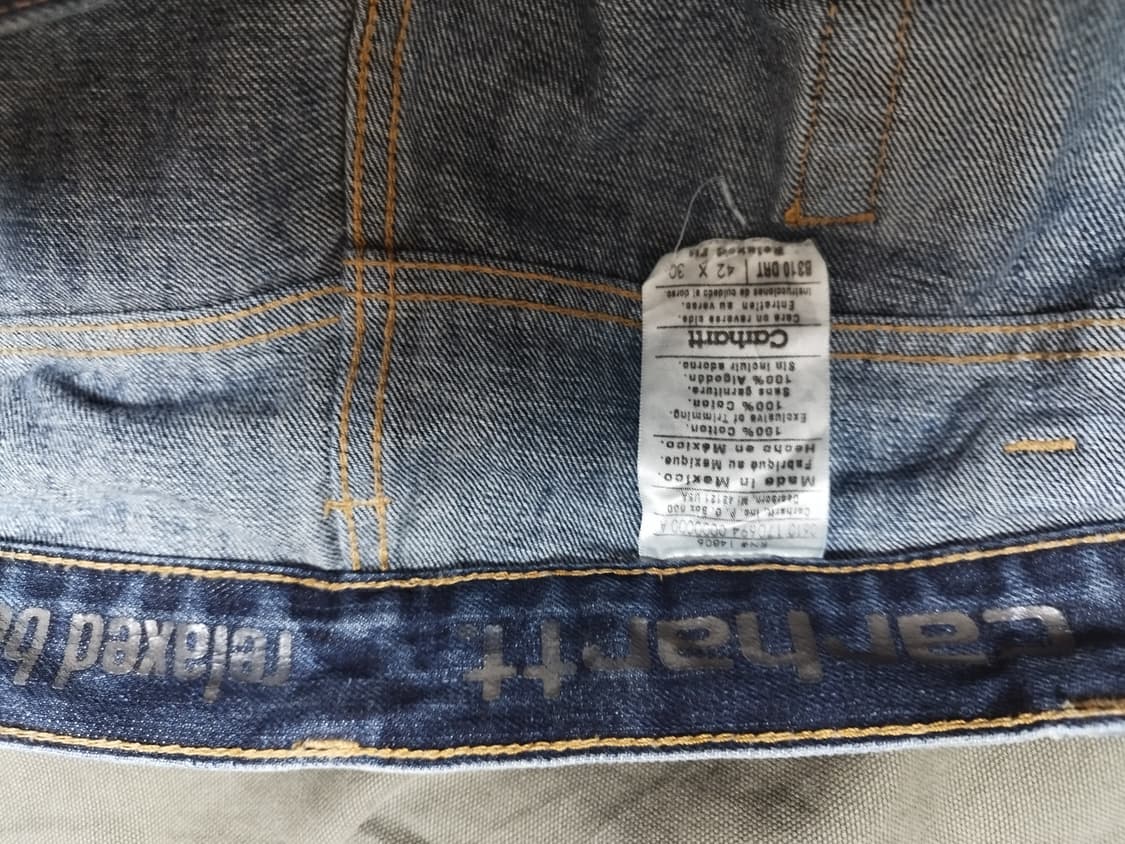 carhartt. relaxed
RN# 14806
Carhartt, Inc. P. O. Box 600
Dearborn, MI 48121 USA
Made in Mexico.
Fabriqué au Mexique.
Hecho en México.
100% Cotton.
Exclusive of Trimming.
100% Coton.
Sans garniture.
100% Algodón.
Sin incluir adorno.
Carhartt
Care on reverse side.
Entretien au verso.
Instrucciones de cuidado al dorso
B310 DRT | 42 X 30
Relaxed Fit